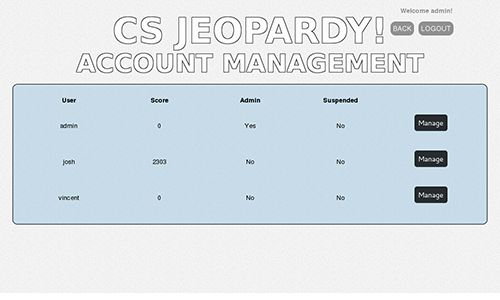 Welcome admin!
CS JEOPARDY!
BACK LOGOUT
ACCOUNT MANAGEMENT
User Score Admin Suspended
admin 0 Yes No Manage
josh 2303 No No Manage
vincent 0 No No Manage